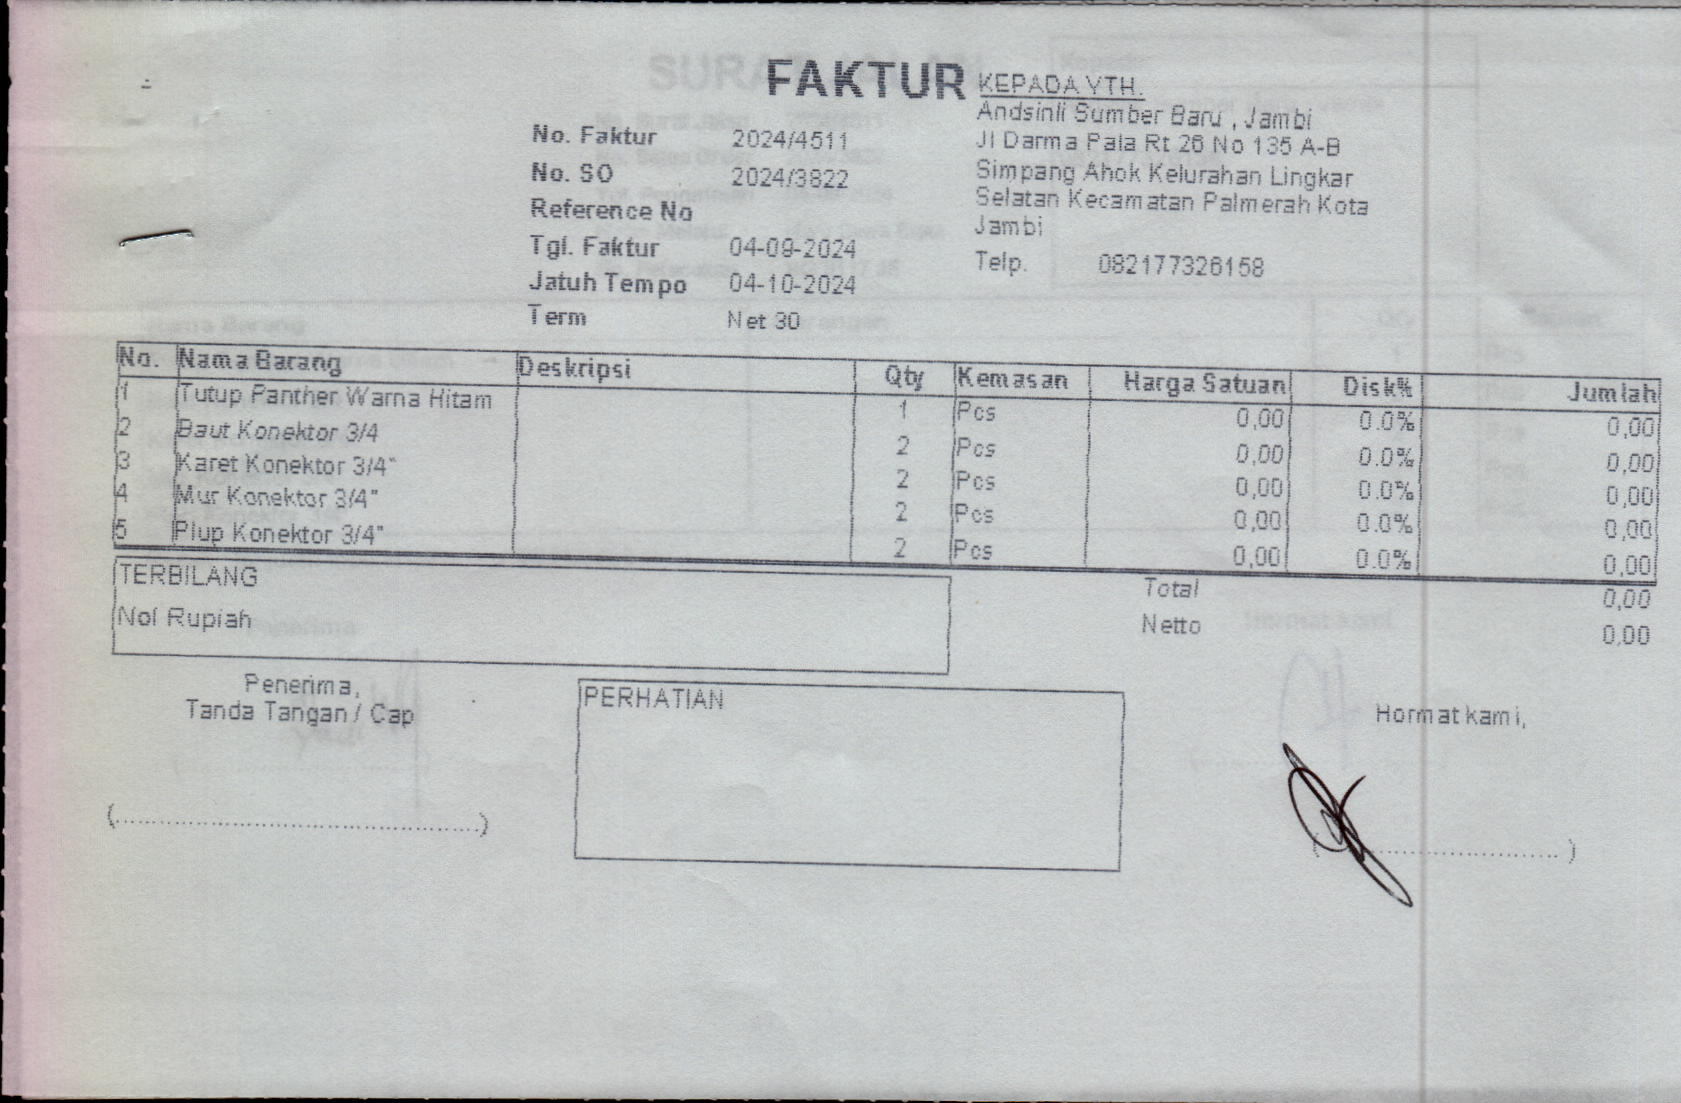 FAKTUR
KEPADA YTH.
Andsinli Sumber Baru , Jambi
Jl Darma Pala Rt 26 No 135 A-B
Simpang Ahok Kelurahan Lingkar
Selatan Kecamatan Palmerah Kota
Jambi
Telp. 082177326158
No. Faktur 2024/4511
No. SO 2024/3822
Reference No
Tgl. Faktur 04-09-2024
Jatuh Tempo 04-10-2024
Term Net 30
No. Nama Barang Deskripsi Qty Kemasan Harga Satuan Disk% Jumlah
1 Tutup Panther Warna Hitam 1 Pcs 0,00 0.0% 0,00
2 Baut Konektor 3/4 2 Pcs 0,00 0.0% 0,00
3 Karet Konektor 3/4" 2 Pcs 0,00 0.0% 0,00
4 Mur Konektor 3/4" 2 Pcs 0,00 0.0% 0,00
5 Plup Konektor 3/4" 2 Pcs 0,00 0.0% 0,00
TERBILANG
Nol Rupiah
Total 0,00
Netto 0,00
Penerima,
Tanda Tangan / Cap
PERHATIAN
Hormat kami,
(..................................................)
(..................................)